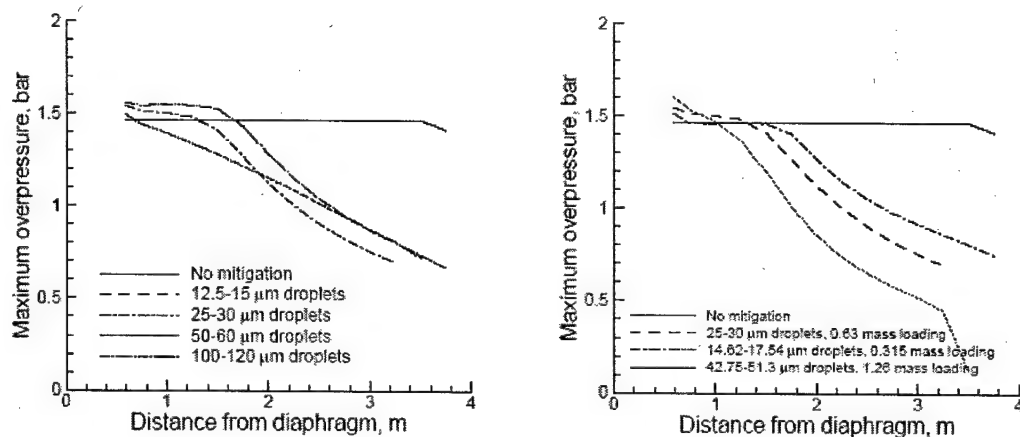 2
1.5
1
0.5
0
0
1
2
3
4
Maximum overpressure, bar
Distance from diaphragm, m
No mitigation
12.5-15 µm droplets
25-30 µm droplets
50-60 µm droplets
100-120 µm droplets
2
1.5
1
0.5
0
0
1
2
3
4
Maximum overpressure, bar
Distance from diaphragm, m
No mitigation
25-30 µm droplets, 0.63 mass loading
14.62-17.54 µm droplets, 0.315 mass loading
42.75-51.3 µm droplets, 1.26 mass loading